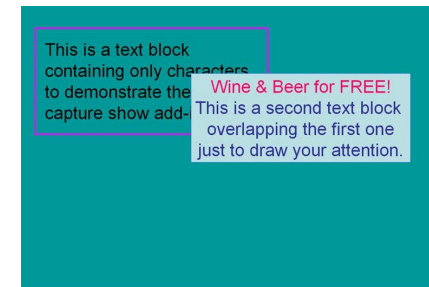 This is a text block
containing only characters
to demonstrate the
capture show add-i
Wine & Beer for FREE!
This is a second text block
overlapping the first one
just to draw your attention.